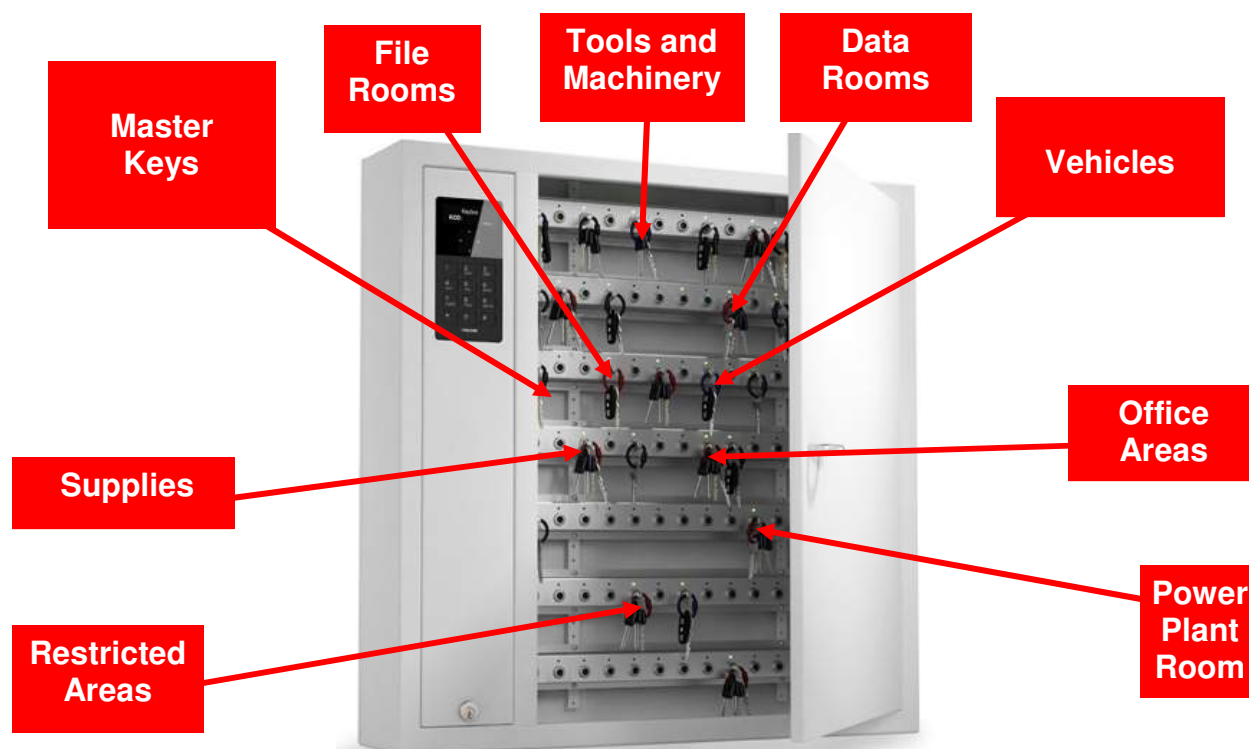 File
Rooms
Tools and
Machinery
Data
Rooms
Master
Keys
Vehicles
Office
Areas
Supplies
Power
Plant
Room
Restricted
Areas